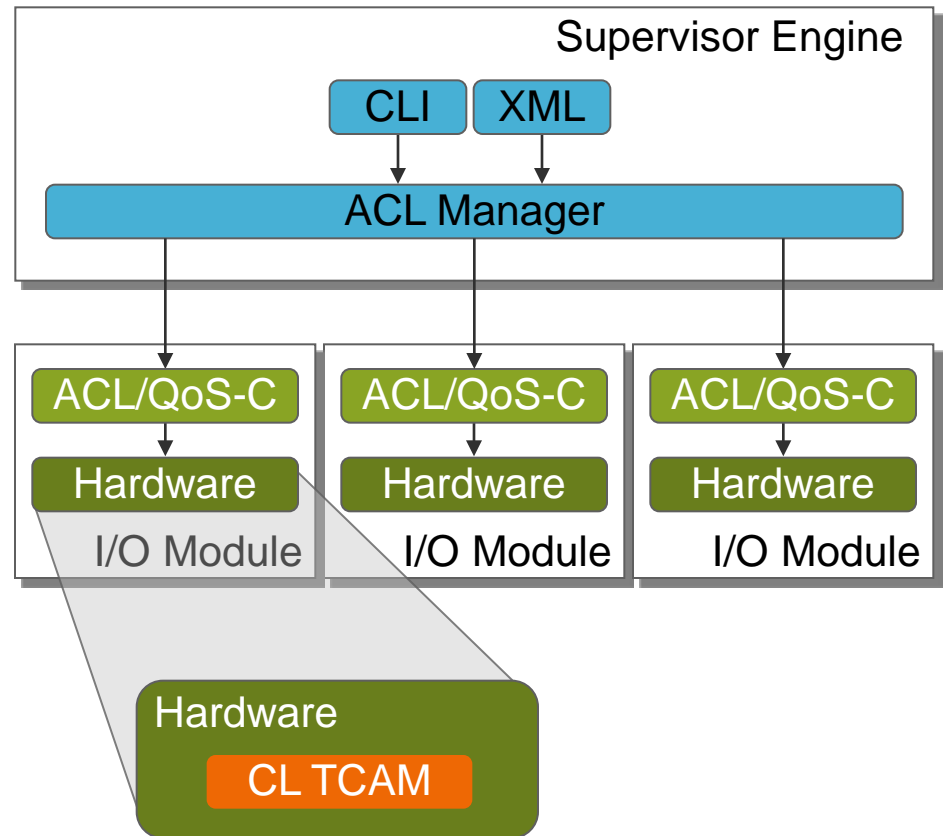 Supervisor Engine
CLI
XML
ACL Manager
ACL/QoS-C
ACL/QoS-C
ACL/QoS-C
Hardware
Hardware
Hardware
I/O Module
I/O Module
I/O Module
Hardware
CL TCAM